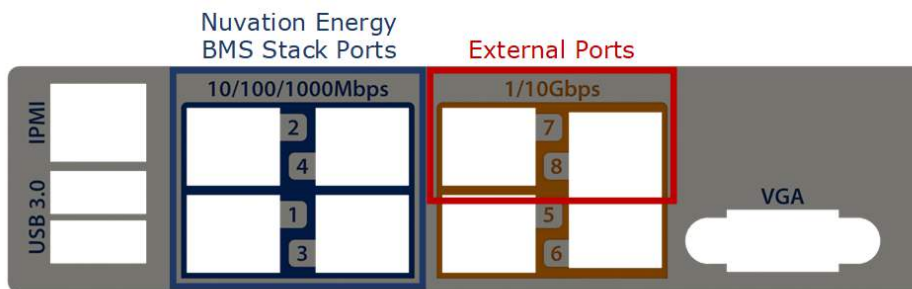 Nuvation Energy
BMS Stack Ports
External Ports
10/100/1000Mbps
1/10Gbps
IPMI
USB 3.0
2
4
1
3
7
8
5
6
VGA